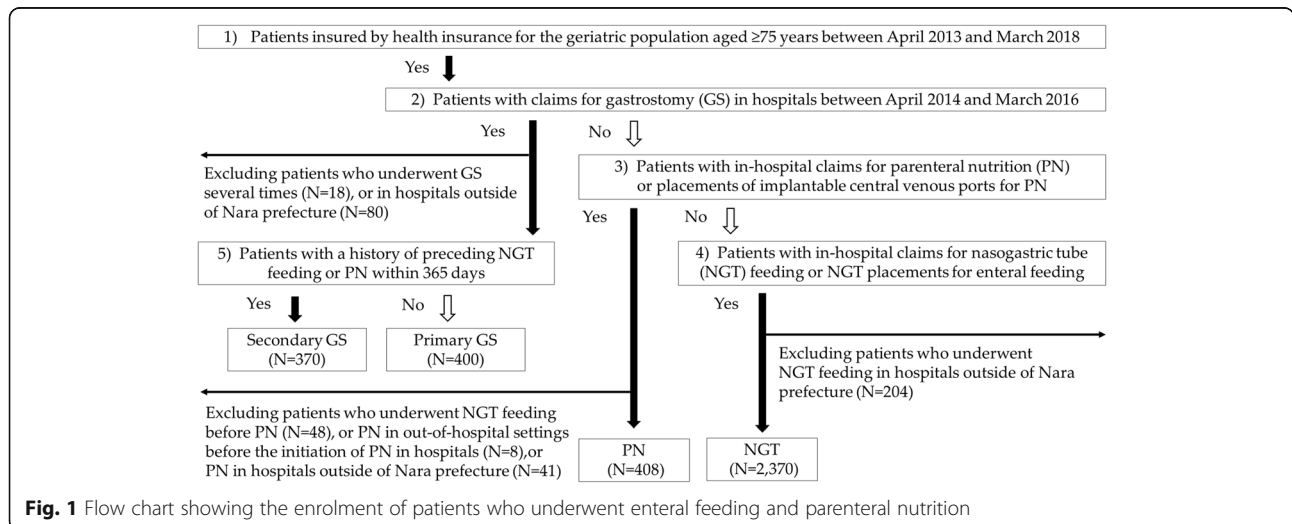 1) Patients insured by health insurance for the geriatric population aged ≥75 years between April 2013 and March 2018
Yes
2) Patients with claims for gastrostomy (GS) in hospitals between April 2014 and March 2016
Yes
No
Excluding patients who underwent GS
several times (N=18), or in hospitals outside
of Nara prefecture (N=80)
3) Patients with in-hospital claims for parenteral nutrition (PN)
or placements of implantable central venous ports for PN
Yes
No
5) Patients with a history of preceding NGT
feeding or PN within 365 days
4) Patients with in-hospital claims for nasogastric tube
(NGT) feeding or NGT placements for enteral feeding
Yes
No
Yes
Secondary GS
(N=370)
Primary GS
(N=400)
Excluding patients who underwent
NGT feeding in hospitals outside of Nara
prefecture (N=204)
Excluding patients who underwent NGT feeding
before PN (N=48), or PN in out-of-hospital settings
before the initiation of PN in hospitals (N=8),or
PN in hospitals outside of Nara prefecture (N=41)
PN
(N=408)
NGT
(N=2,370)
Fig. 1 Flow chart showing the enrolment of patients who underwent enteral feeding and parenteral nutrition